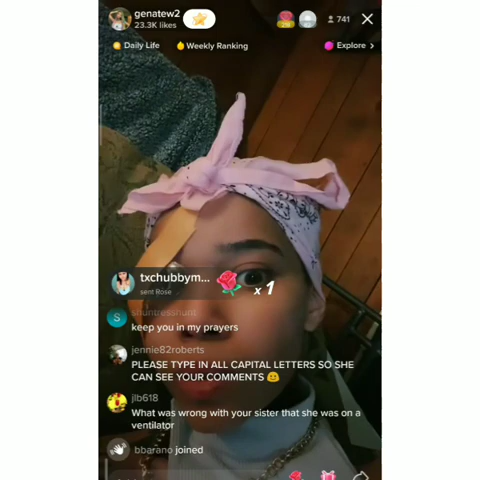 genatew2
23.3K likes
741
Daily Life
Weekly Ranking
Explore >
txchubbym...
sent Rose
x 1
S
shuntresshunt
keep you in my prayers
jennie82roberts
PLEASE TYPE IN ALL CAPITAL LETTERS SO SHE
CAN SEE YOUR COMMENTS
jlb618
What was wrong with your sister that she was on a
ventilator
bbarano joined